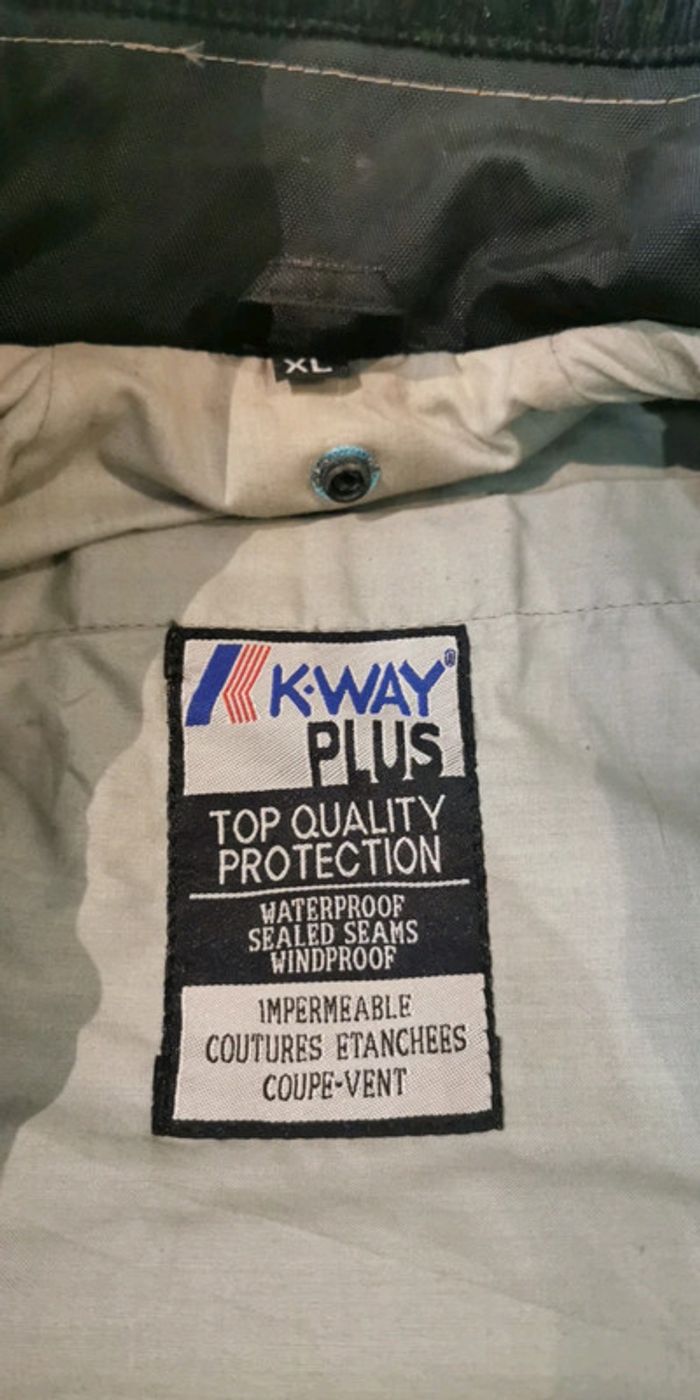 XL
K·WAY®
PLUS
TOP QUALITY
PROTECTION
WATERPROOF
SEALED SEAMS
WINDPROOF
IMPERMEABLE
COUTURES ETANCHEES
COUPE-VENT